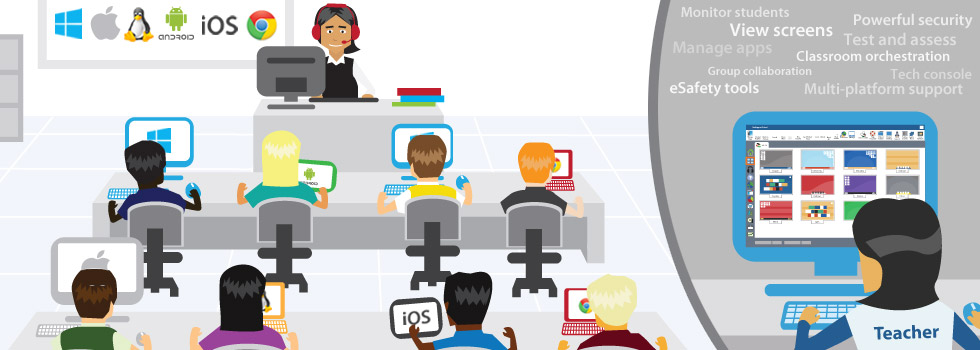 ANDROID iOS
Monitor students
Powerful security
View screens
Test and assess
Manage apps
Classroom orchestration
Group collaboration
Tech console
eSafety tools
Multi-platform support
iOS
Teacher